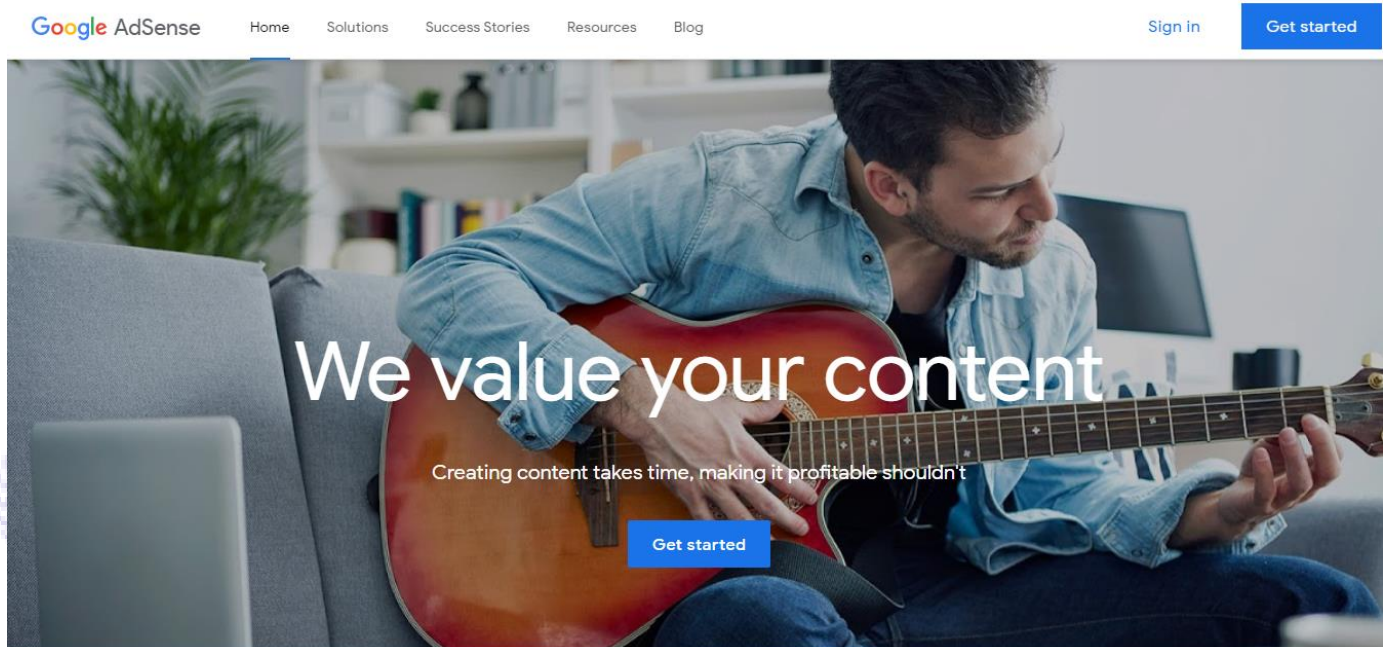 Google AdSense Home Solutions Success Stories Resources Blog Sign in Get started
We value your content
Creating content takes time, making it profitable shouldn't
Get started